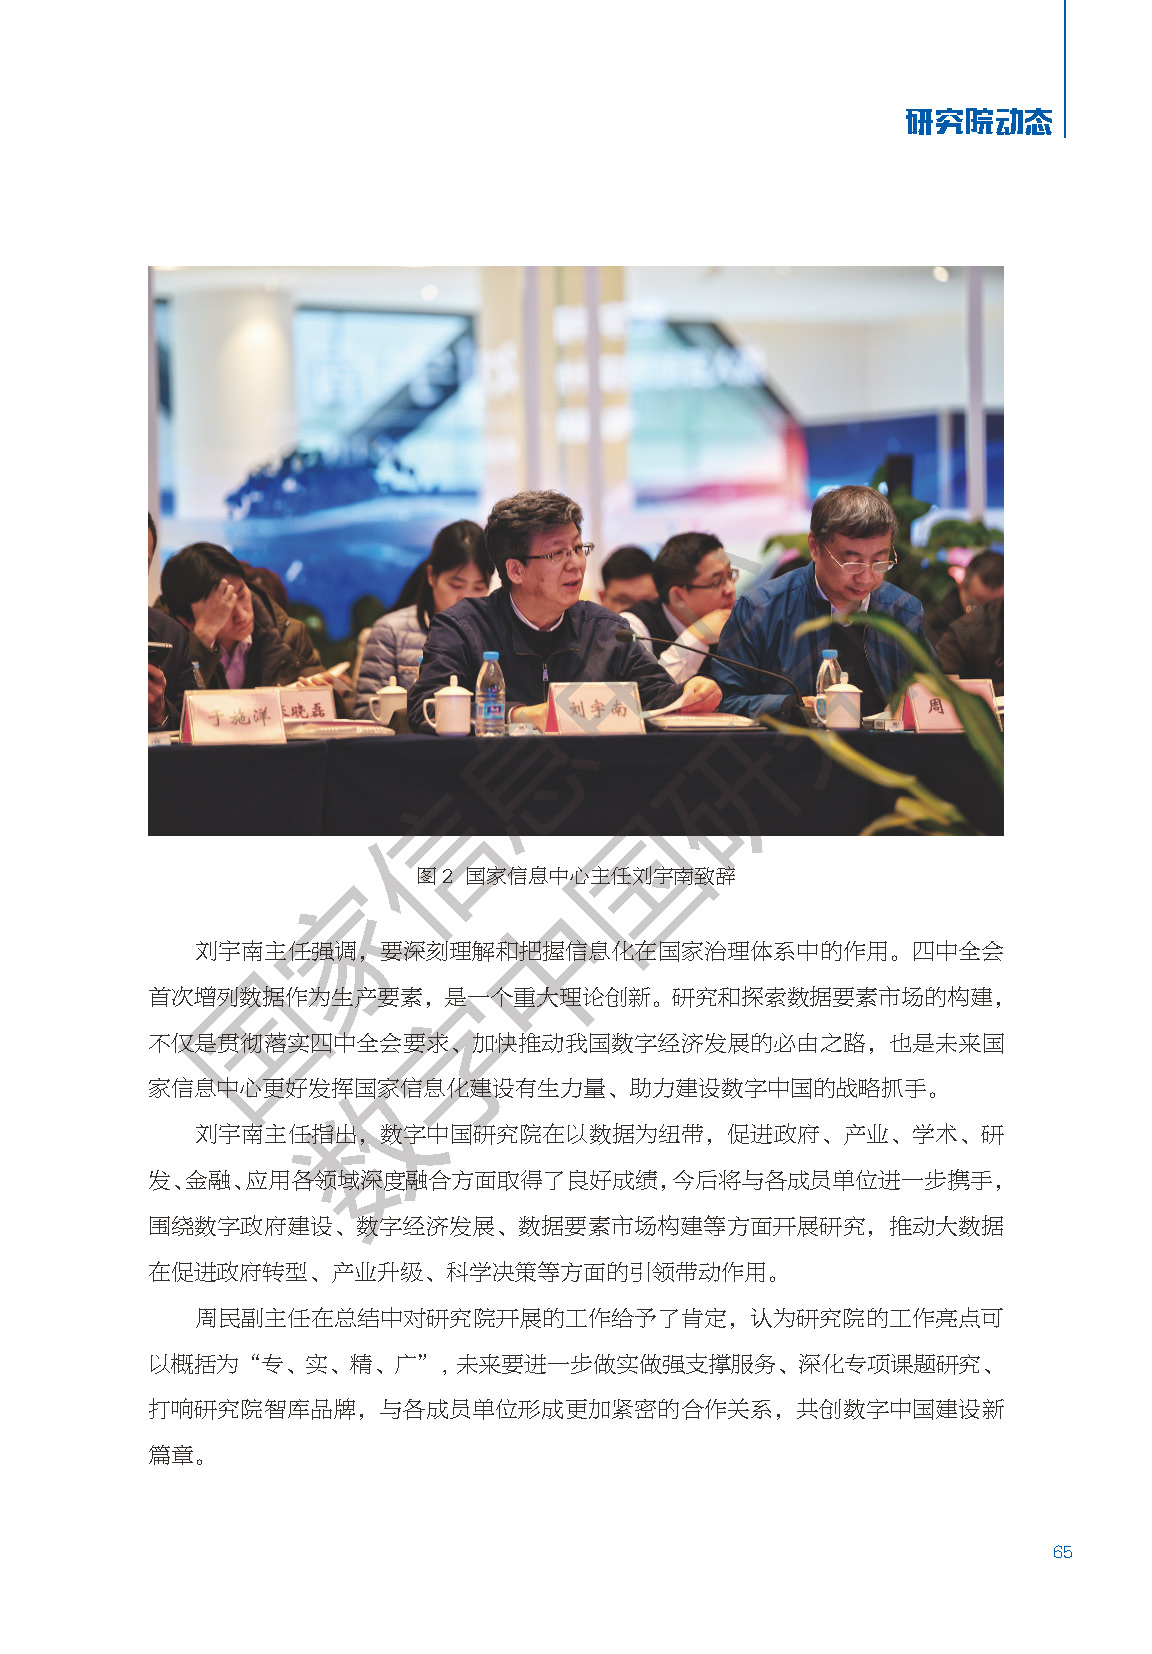 研究院动态
于施洋
晓磊
刘宇南
周
图 2 国家信息中心主任刘宇南致辞
刘宇南主任强调，要深刻理解和把握信息化在国家治理体系中的作用。四中全会
首次增列数据作为生产要素，是一个重大理论创新。研究和探索数据要素市场的构建，
不仅是贯彻落实四中全会要求、加快推动我国数字经济发展的必由之路，也是未来国
家信息中心更好发挥国家信息化建设有生力量、助力建设数字中国的战略抓手。
刘宇南主任指出，数字中国研究院在以数据为纽带，促进政府、产业、学术、研
发、金融、应用各领域深度融合方面取得了良好成绩，今后将与各成员单位进一步携手，
围绕数字政府建设、数字经济发展、数据要素市场构建等方面开展研究，推动大数据
在促进政府转型、产业升级、科学决策等方面的引领带动作用。
周民副主任在总结中对研究院开展的工作给予了肯定，认为研究院的工作亮点可
以概括为“专、实、精、广”，未来要进一步做实做强支撑服务、深化专项课题研究、
打响研究院智库品牌，与各成员单位形成更加紧密的合作关系，共创数字中国建设新
篇章。
65
国家信息中
数字中国研